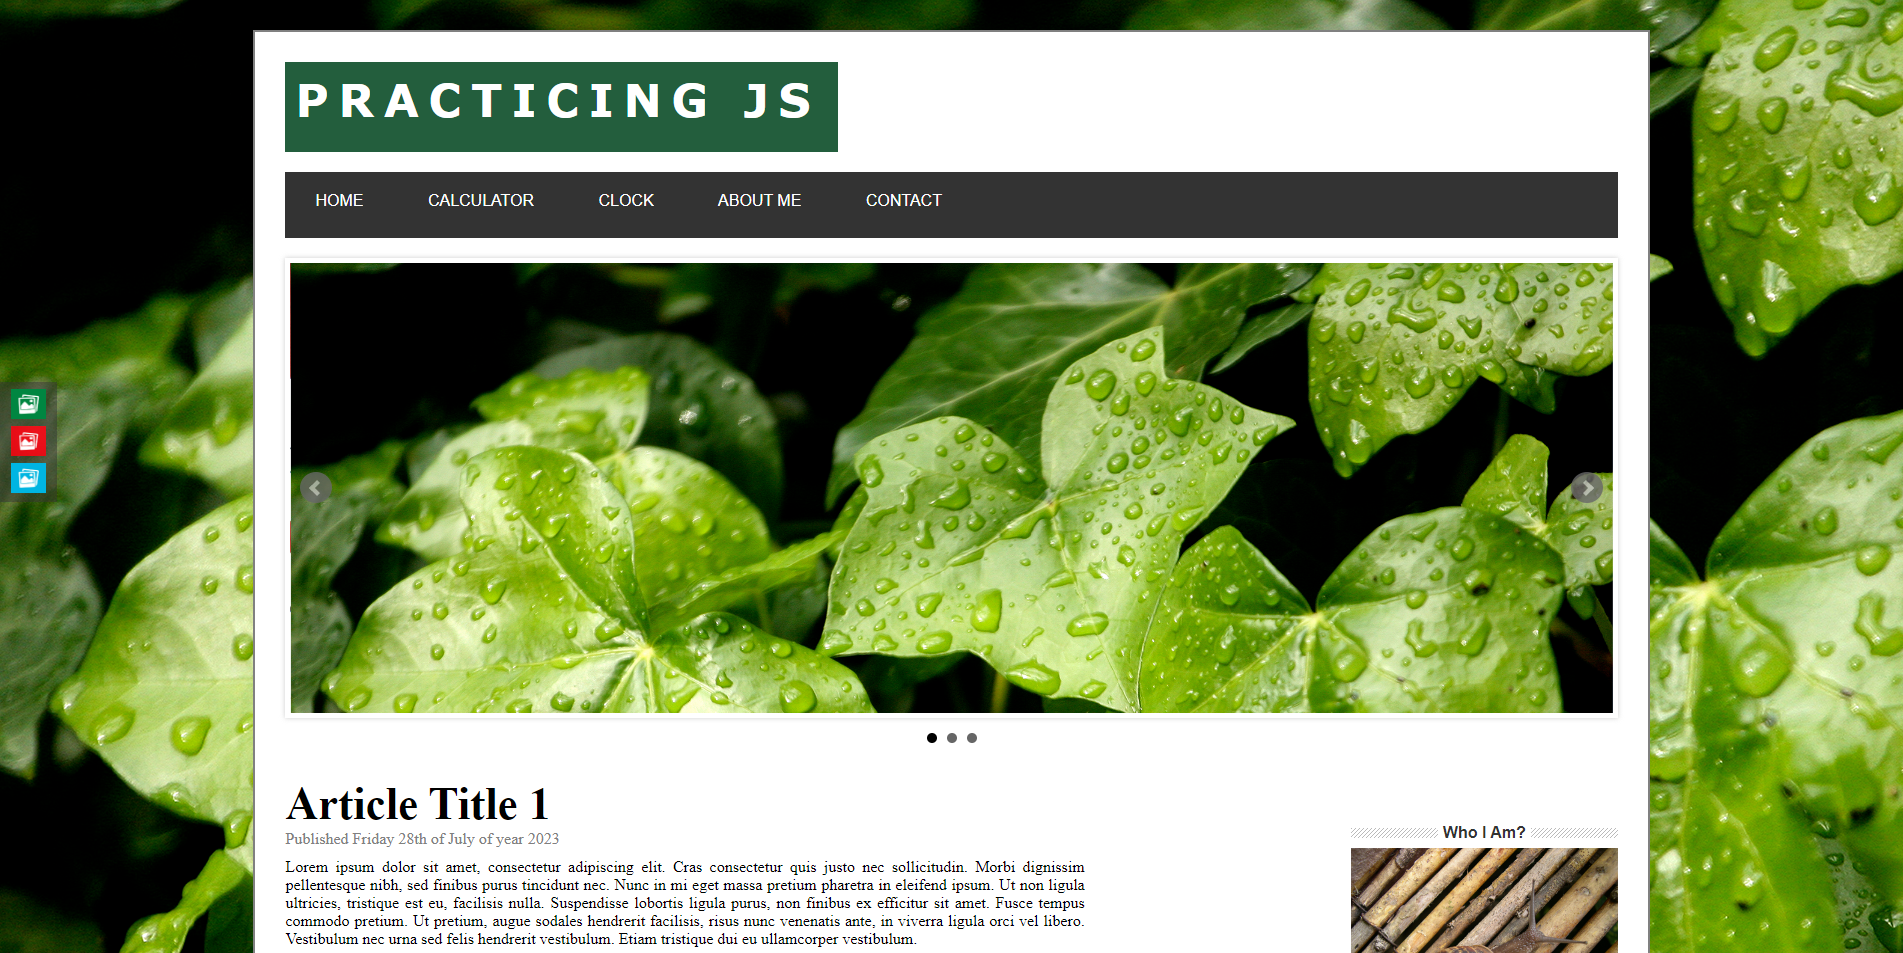 PRACTICING JS
HOME CALCULATOR CLOCK ABOUT ME CONTACT
Article Title 1
Published Friday 28th of July of year 2023
Lorem ipsum dolor sit amet, consectetur adipiscing elit. Cras consectetur quis justo nec sollicitudin. Morbi dignissim
pellentesque nibh, sed finibus purus tincidunt nec. Nunc in mi eget massa pretium pharetra in eleifend ipsum. Ut non ligula
ultricies, tristique est eu, facilisis nulla. Suspendisse lobortis ligula purus, non finibus ex efficitur sit amet. Fusce tempus
commodo pretium. Ut pretium, augue sodales hendrerit facilisis, risus nunc venenatis ante, in viverra ligula orci vel libero.
Vestibulum nec urna sed felis hendrerit vestibulum. Etiam tristique dui eu ullamcorper vestibulum.
Who I Am?